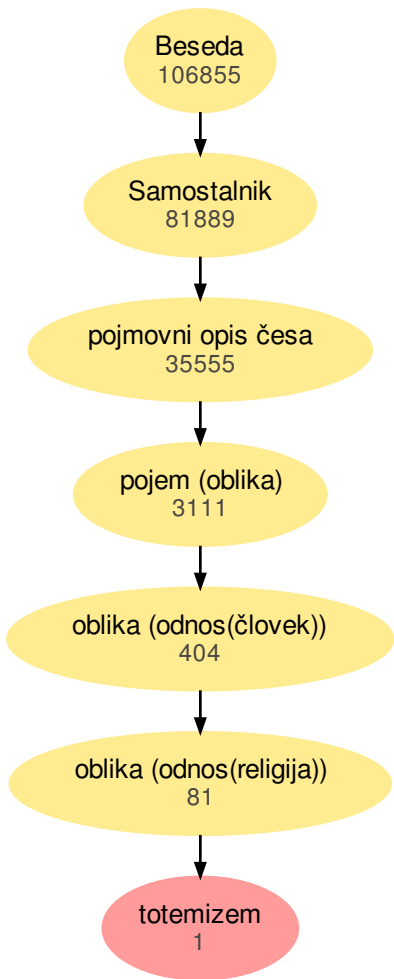 Beseda
106855
Samostalnik
81889
pojmovni opis česa
35555
pojem (oblika)
3111
oblika (odnos(človek))
404
oblika (odnos(religija))
81
totemizem
1